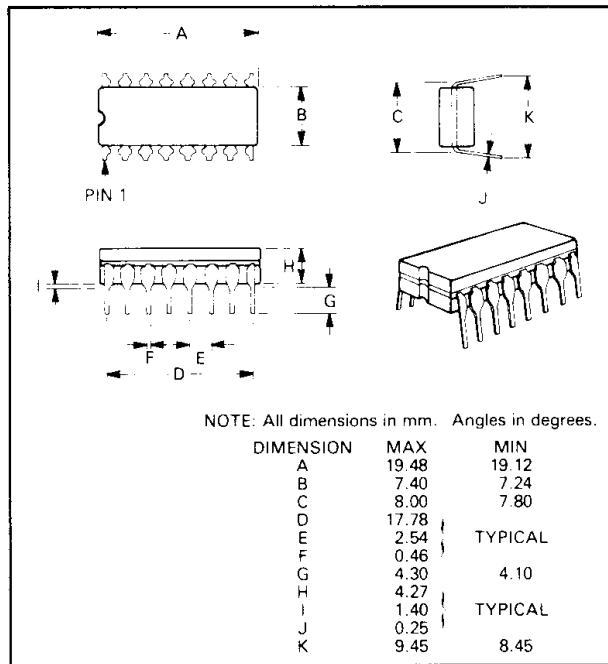 A
B
C
K
J
PIN 1
H
I
G
F E
D
NOTE: All dimensions in mm. Angles in degrees.
DIMENSION MAX MIN
A 19.48 19.12
B 7.40 7.24
C 8.00 7.80
D 17.78
E 2.54 TYPICAL
F 0.46
G 4.30 4.10
H 4.27
I 1.40 TYPICAL
J 0.25
K 9.45 8.45